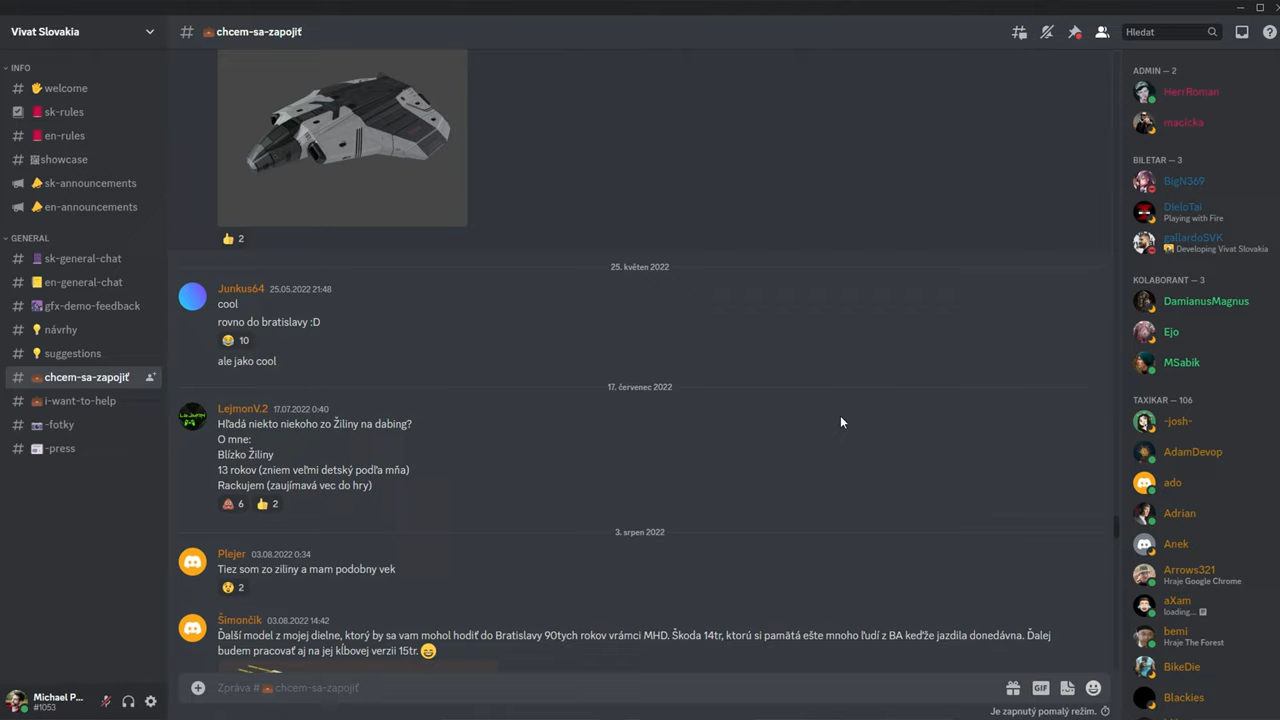 Vivat Slovakia
chcem-sa-zapojiť
Hledat
INFO
welcome
sk-rules
en-rules
showcase
sk-announcements
en-announcements
GENERAL
sk-general-chat
en-general-chat
gfx-demo-feedback
návrhy
suggestions
chcem-sa-zapojiť
i-want-to-help
-fotky
-press
Michael P...
#1053
2
25. květen 2022
Junkus64 25.05.2022 21:48
cool
rovno do bratislavy :D
10
ale jako cool
17. červenec 2022
LejmonV.2 17.07.2022 0:40
Hľadá niekto niekoho zo Žiliny na dabing?
O mne:
Blízko Žiliny
13 rokov (zniem veľmi detský podľa mňa)
Rackujem (zaujímavá vec do hry)
6 2
3. srpen 2022
Plejer 03.08.2022 0:34
Tiez som zo ziliny a mam podobny vek
2
Šimončik 03.08.2022 14:42
Ďalší model z mojej dielne, ktorý by sa vam mohol hodiť do Bratislavy 90tych rokov vrámci MHD. Škoda 14tr, ktorú si pamätá ešte mnoho ľudí z BA keďže jazdila donedávna. Ďalej
budem pracovať aj na jej kĺbovej verzii 15tr.
Zpráva # chcem-sa-zapojiť
GIF
Je zapnutý pomalý režim.
ADMIN — 2
HerrRoman
macicka
BILETAR — 3
BigN369
DieloTai
Playing with Fire
gallardoSVK
Developing Vivat Slovakia
KOLABORANT — 3
DamianusMagnus
Ejo
MSabik
TAXIKAR — 106
-josh-
AdamDevop
ado
Adrian
Anek
Arrows321
Hraje Google Chrome
aXam
loading...
bemi
Hraje The Forest
BikeDie
Blackies